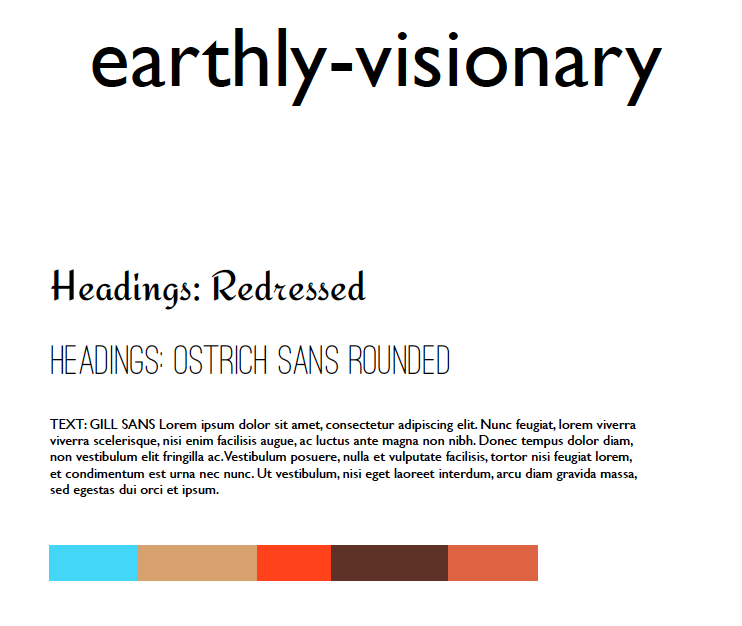 earthly-visionary
Headings: Redressed
HEADINGS: OSTRICH SANS ROUNDED
TEXT: GILL SANS Lorem ipsum dolor sit amet, consectetur adipiscing elit. Nunc feugiat, lorem viverra
viverra scelerisque, nisi enim facilisis augue, ac luctus ante magna non nibh. Donec tempus dolor diam,
non vestibulum elit fringilla ac. Vestibulum posuere, nulla et vulputate facilisis, tortor nisi feugiat lorem,
et condimentum est urna nec nunc. Ut vestibulum, nisi eget laoreet interdum, arcu diam gravida massa,
sed egestas dui orci et ipsum.